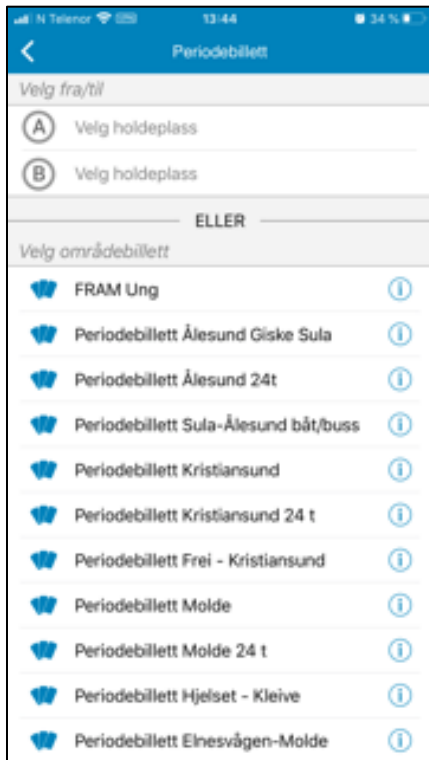 N Telenor 13:44 34 %
Periodebillett
Velg fra/til
A Velg holdeplass
B Velg holdeplass
ELLER
Velg områdebillett
FRAM Ung
Periodebillett Ålesund Giske Sula
Periodebillett Ålesund 24t
Periodebillett Sula-Ålesund båt/buss
Periodebillett Kristiansund
Periodebillett Kristiansund 24 t
Periodebillett Frei - Kristiansund
Periodebillett Molde
Periodebillett Molde 24 t
Periodebillett Hjelset - Kleive
Periodebillett Elnesvågen-Molde